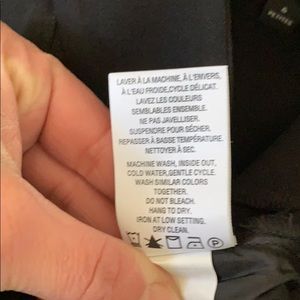 6
PETITES
LAVER À LA MACHINE, À L'ENVERS,
À L'EAU FROIDE, CYCLE DÉLICAT.
LAVEZ LES COULEURS
SEMBLABLES ENSEMBLE.
NE PAS JAVELLISER.
SUSPENDRE POUR SÉCHER.
REPASSER À BASSE TEMPÉRATURE.
NETTOYER À SEC.
MACHINE WASH, INSIDE OUT,
COLD WATER, GENTLE CYCLE.
WASH SIMILAR COLORS
TOGETHER.
DO NOT BLEACH.
HANG TO DRY.
IRON AT LOW SETTING.
DRY CLEAN.
P